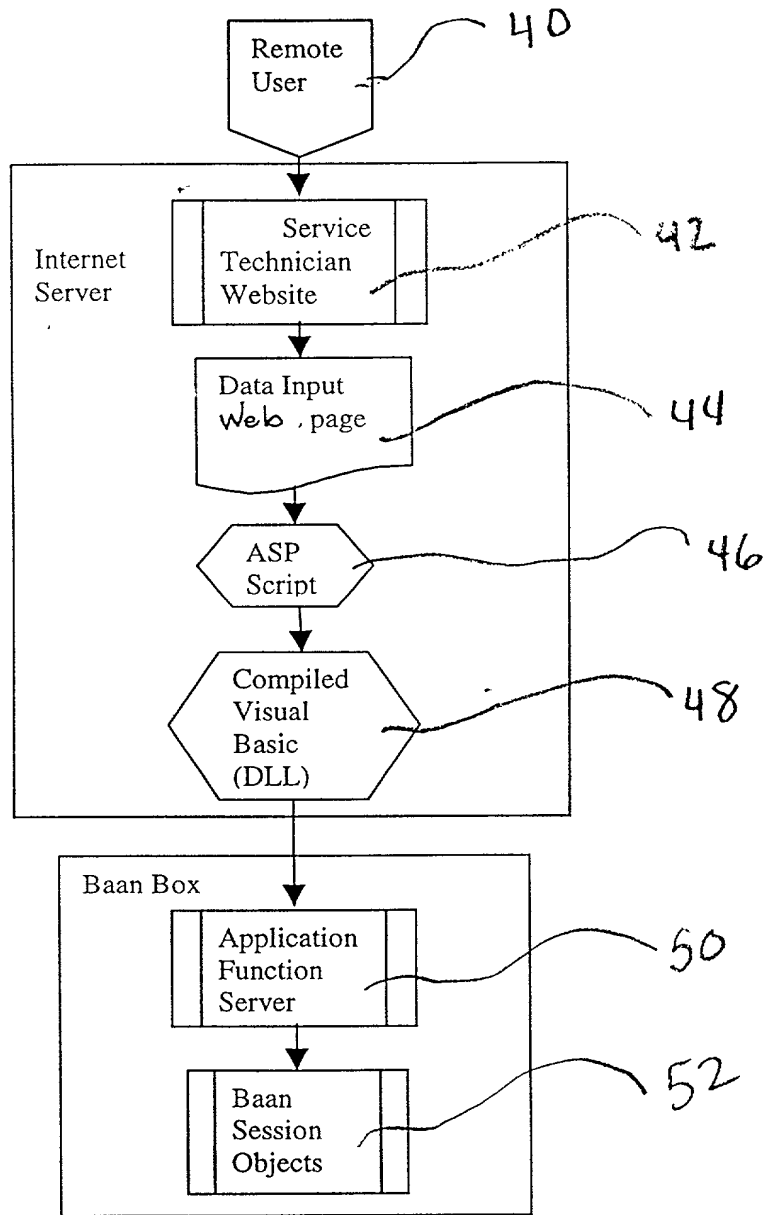 Remote
User
40
Internet
Server
Service
Technician
Website
42
Data Input
Web page
44
ASP
Script
46
Compiled
Visual
Basic
(DLL)
48
Baan Box
Application
Function
Server
50
Baan
Session
Objects
52